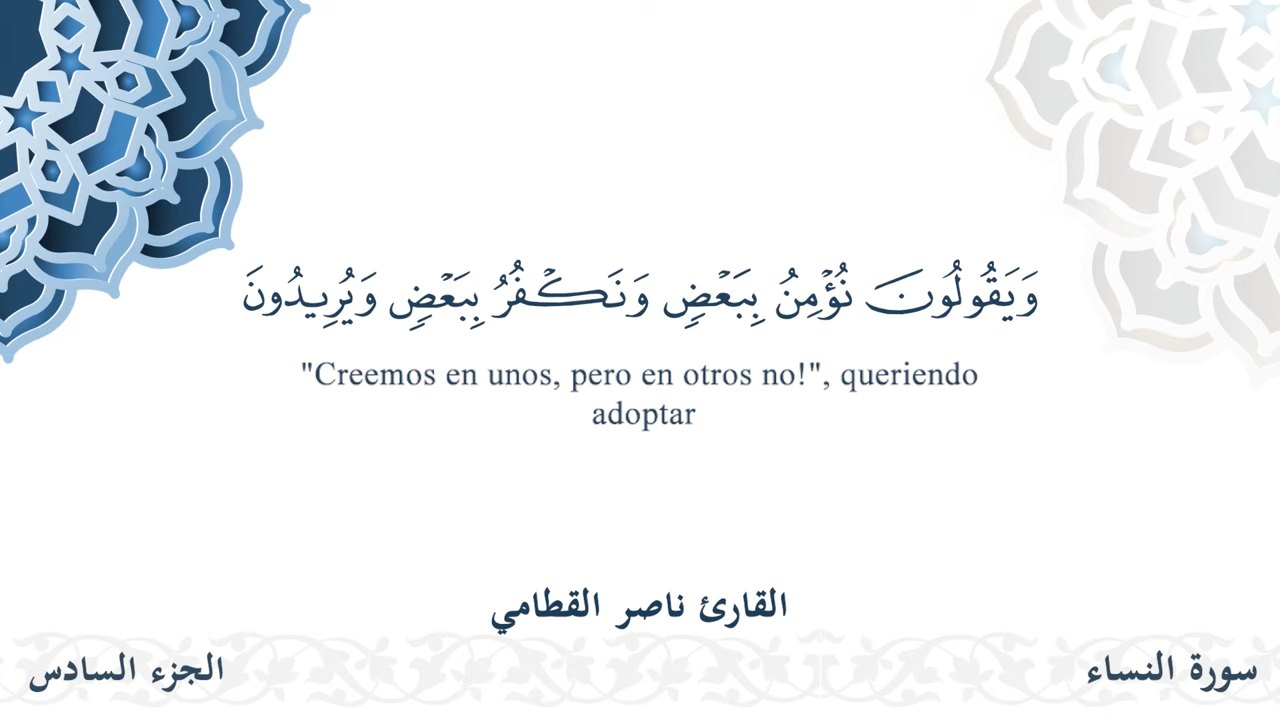 وَيَقُولُونَ نُؤۡمِنُ بِبَعۡضٖ وَنَكۡفُرُ بِبَعۡضٖ وَيُرِيدُونَ
"Creemos en unos, pero en otros no!", queriendo
adoptar
القارئ ناصر القطامي
سورة النساء
الجزء السادس